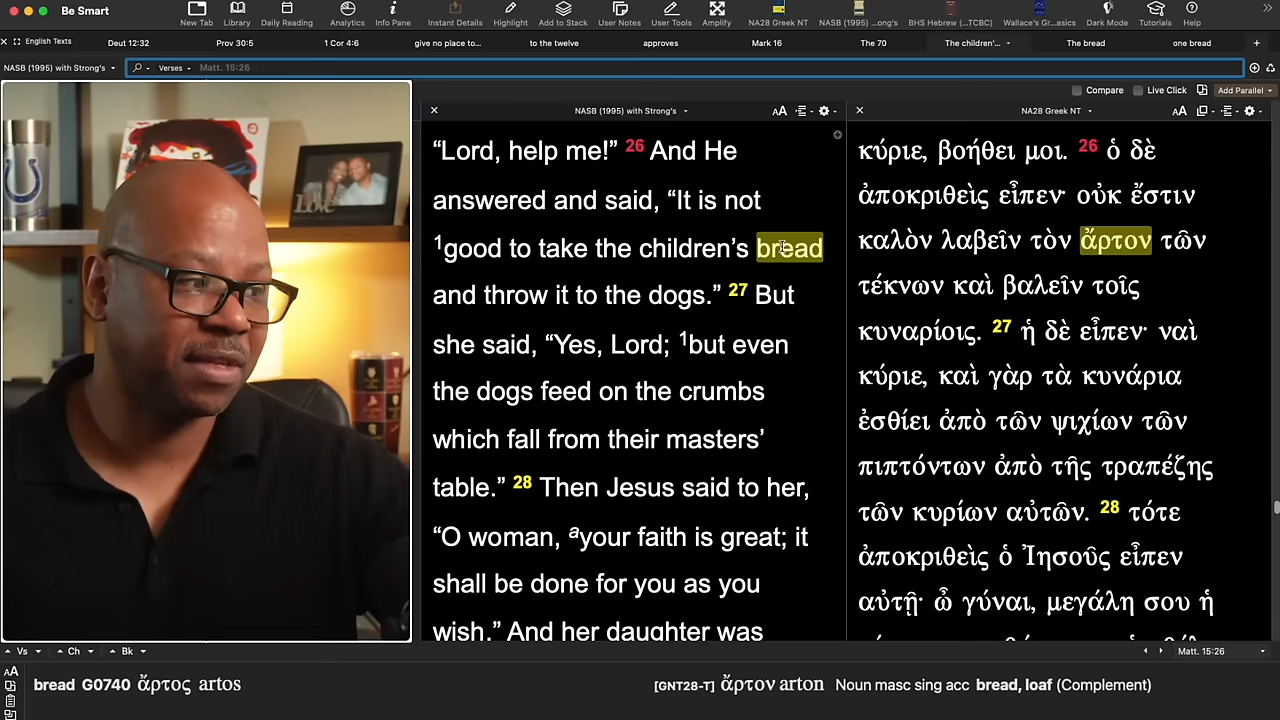 Be Smart
New Tab
Library
Daily Reading
Analytics
Info Pane
Instant Details
Highlight
Add to Stack
User Notes
User Tools
Amplify
NA28 Greek NT
NASB (1995) ...ong's
BHS Hebrew (...TCBC)
Wallace's Gr...asics
Dark Mode
Tutorials
Help
English Texts
Deut 12:32
Prov 30:5
1 Cor 4:6
give no place to...
to the twelve
approves
Mark 16
The 70
The children'...
The bread
one bread
NASB (1995) with Strong's
Verses
Matt. 15:26
Compare
Live Click
Add Parallel
NASB (1995) with Strong's
“Lord, help me!” 26 And He
answered and said, “It is not
1good to take the children’s bread
and throw it to the dogs.” 27 But
she said, “Yes, Lord; 1but even
the dogs feed on the crumbs
which fall from their masters’
table.” 28 Then Jesus said to her,
“O woman, ayour faith is great; it
shall be done for you as you
wish.” And her daughter was
NA28 Greek NT
κύριε, βοήθει μοι. 26 ὁ δὲ
ἀποκριθεὶς εἶπεν· οὐκ ἔστιν
καλὸν λαβεῖν τὸν ἄρτον τῶν
τέκνων καὶ βαλεῖν τοῖς
κυναρίοις. 27 ἡ δὲ εἶπεν· ναὶ
κύριε, καὶ γὰρ τὰ κυνάρια
ἐσθίει ἀπὸ τῶν ψιχίων τῶν
πιπτόντων ἀπὸ τῆς τραπέζης
τῶν κυρίων αὐτῶν. 28 τότε
ἀποκριθεὶς ὁ Ἰησοῦς εἶπεν
αὐτῇ· ὦ γύναι, μεγάλη σου ἡ
LOVE
Vs
Ch
Bk
Matt. 15:26
bread G0740 ἄρτος artos
[GNT28-T] ἄρτον arton Noun masc sing acc bread, loaf (Complement)